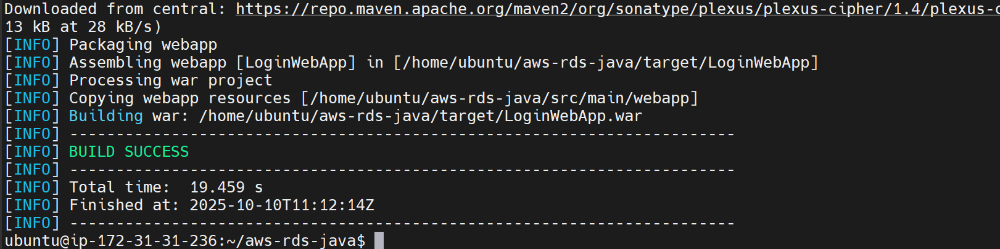 Downloaded from central: https://repo.maven.apache.org/maven2/org/sonatype/plexus/plexus-cipher/1.4/plexus-c
13 kB at 28 kB/s)
[INFO] Packaging webapp
[INFO] Assembling webapp [LoginWebApp] in [/home/ubuntu/aws-rds-java/target/LoginWebApp]
[INFO] Processing war project
[INFO] Copying webapp resources [/home/ubuntu/aws-rds-java/src/main/webapp]
[INFO] Building war: /home/ubuntu/aws-rds-java/target/LoginWebApp.war
[INFO] ------------------------------------------------------------------------
[INFO] BUILD SUCCESS
[INFO] ------------------------------------------------------------------------
[INFO] Total time:  19.459 s
[INFO] Finished at: 2025-10-10T11:12:14Z
[INFO] ------------------------------------------------------------------------
ubuntu@ip-172-31-31-236:~/aws-rds-java$